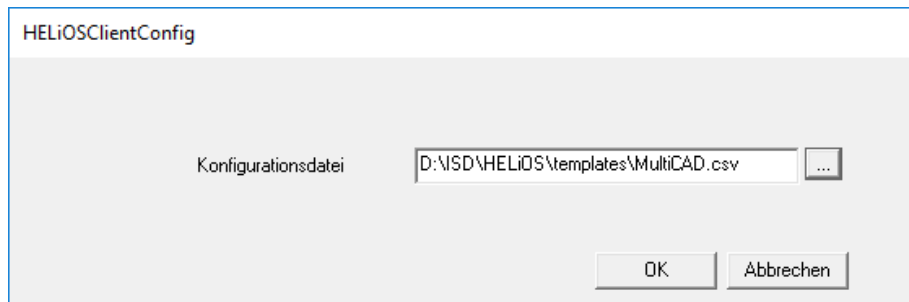 HELiOSClientConfig
Konfigurationsdatei D:\ISD\HELiOS\templates\MultiCAD.csv ...
OK Abbrechen